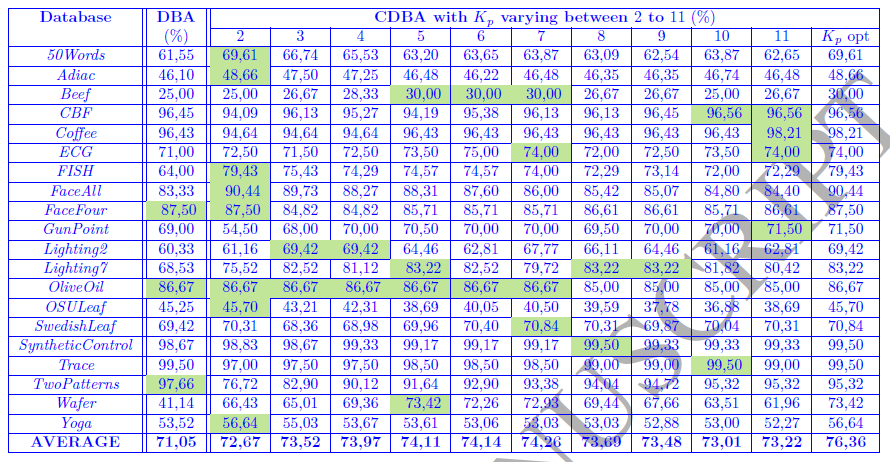 Database DBA CDBA with Kp varying between 2 to 11 (%)
(%) 2 3 4 5 6 7 8 9 10 11 Kp opt
50Words 61,55 69,61 66,74 65,53 63,20 63,65 63,87 63,09 62,54 63,87 62,65 69,61
Adiac 46,10 48,66 47,50 47,25 46,48 46,22 46,48 46,35 46,35 46,74 46,48 48,66
Beef 25,00 25,00 26,67 28,33 30,00 30,00 30,00 26,67 26,67 25,00 26,67 30,00
CBF 96,45 94,09 96,13 95,27 94,19 95,38 96,13 96,13 96,45 96,56 96,56 96,56
Coffee 96,43 94,64 94,64 94,64 96,43 96,43 96,43 96,43 96,43 96,43 98,21 98,21
ECG 71,00 72,50 71,50 72,50 73,50 75,00 74,00 72,00 72,50 73,50 74,00 74,00
FISH 64,00 79,43 75,43 74,29 74,57 74,57 74,00 72,29 73,14 72,00 72,29 79,43
FaceAll 83,33 90,44 89,73 88,27 88,31 87,60 86,00 85,42 85,07 84,80 84,40 90,44
FaceFour 87,50 87,50 84,82 84,82 85,71 85,71 85,71 86,61 86,61 85,71 86,61 87,50
GunPoint 69,00 54,50 68,00 70,00 70,50 70,00 70,00 69,50 70,00 70,00 71,50 71,50
Lighting2 60,33 61,16 69,42 69,42 64,46 62,81 67,77 66,11 64,46 61,16 62,81 69,42
Lighting7 68,53 75,52 82,52 81,12 83,22 82,52 79,72 83,22 83,22 81,82 80,42 83,22
OliveOil 86,67 86,67 86,67 86,67 86,67 86,67 86,67 85,00 85,00 85,00 85,00 86,67
OSULeaf 45,25 45,70 43,21 42,31 38,69 40,05 40,50 39,59 37,78 36,88 38,69 45,70
SwedishLeaf 69,42 70,31 68,36 68,98 69,96 70,40 70,84 70,31 69,87 70,04 70,31 70,84
SyntheticControl 98,67 98,83 98,67 99,33 99,17 99,17 99,17 99,50 99,33 99,33 99,33 99,50
Trace 99,50 97,00 97,50 97,50 98,50 98,50 98,50 99,00 99,00 99,50 99,00 99,50
TwoPatterns 97,66 76,72 82,90 90,12 91,64 92,90 93,38 94,04 94,72 95,32 95,32 95,32
Wafer 41,14 66,43 65,01 69,36 73,42 72,26 72,93 69,44 67,66 63,51 61,96 73,42
Yoga 53,52 56,64 55,03 53,67 53,61 53,06 53,03 53,03 52,88 53,00 52,27 56,64
AVERAGE 71,05 72,67 73,52 73,97 74,11 74,14 74,26 73,69 73,48 73,01 73,22 76,36
NUSCRIPT